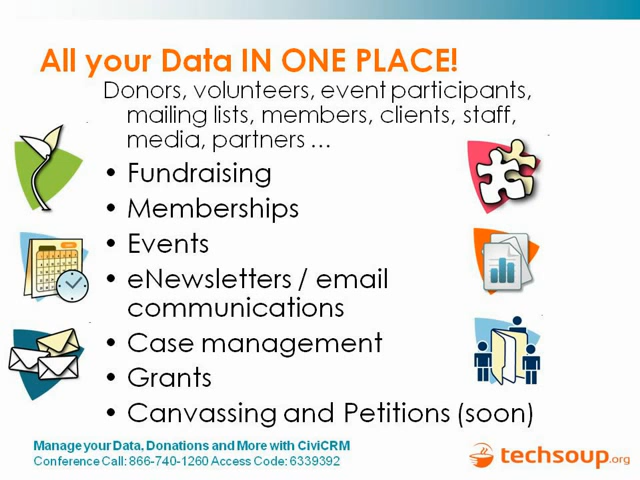 All your Data IN ONE PLACE!
Donors, volunteers, event participants,
mailing lists, members, clients, staff,
media, partners …
• Fundraising
• Memberships
• Events
• eNewsletters / email
communications
• Case management
• Grants
• Canvassing and Petitions (soon)
Manage your Data, Donations and More with CiviCRM
Conference Call: 866-740-1260 Access Code: 6339392
techsoup.org